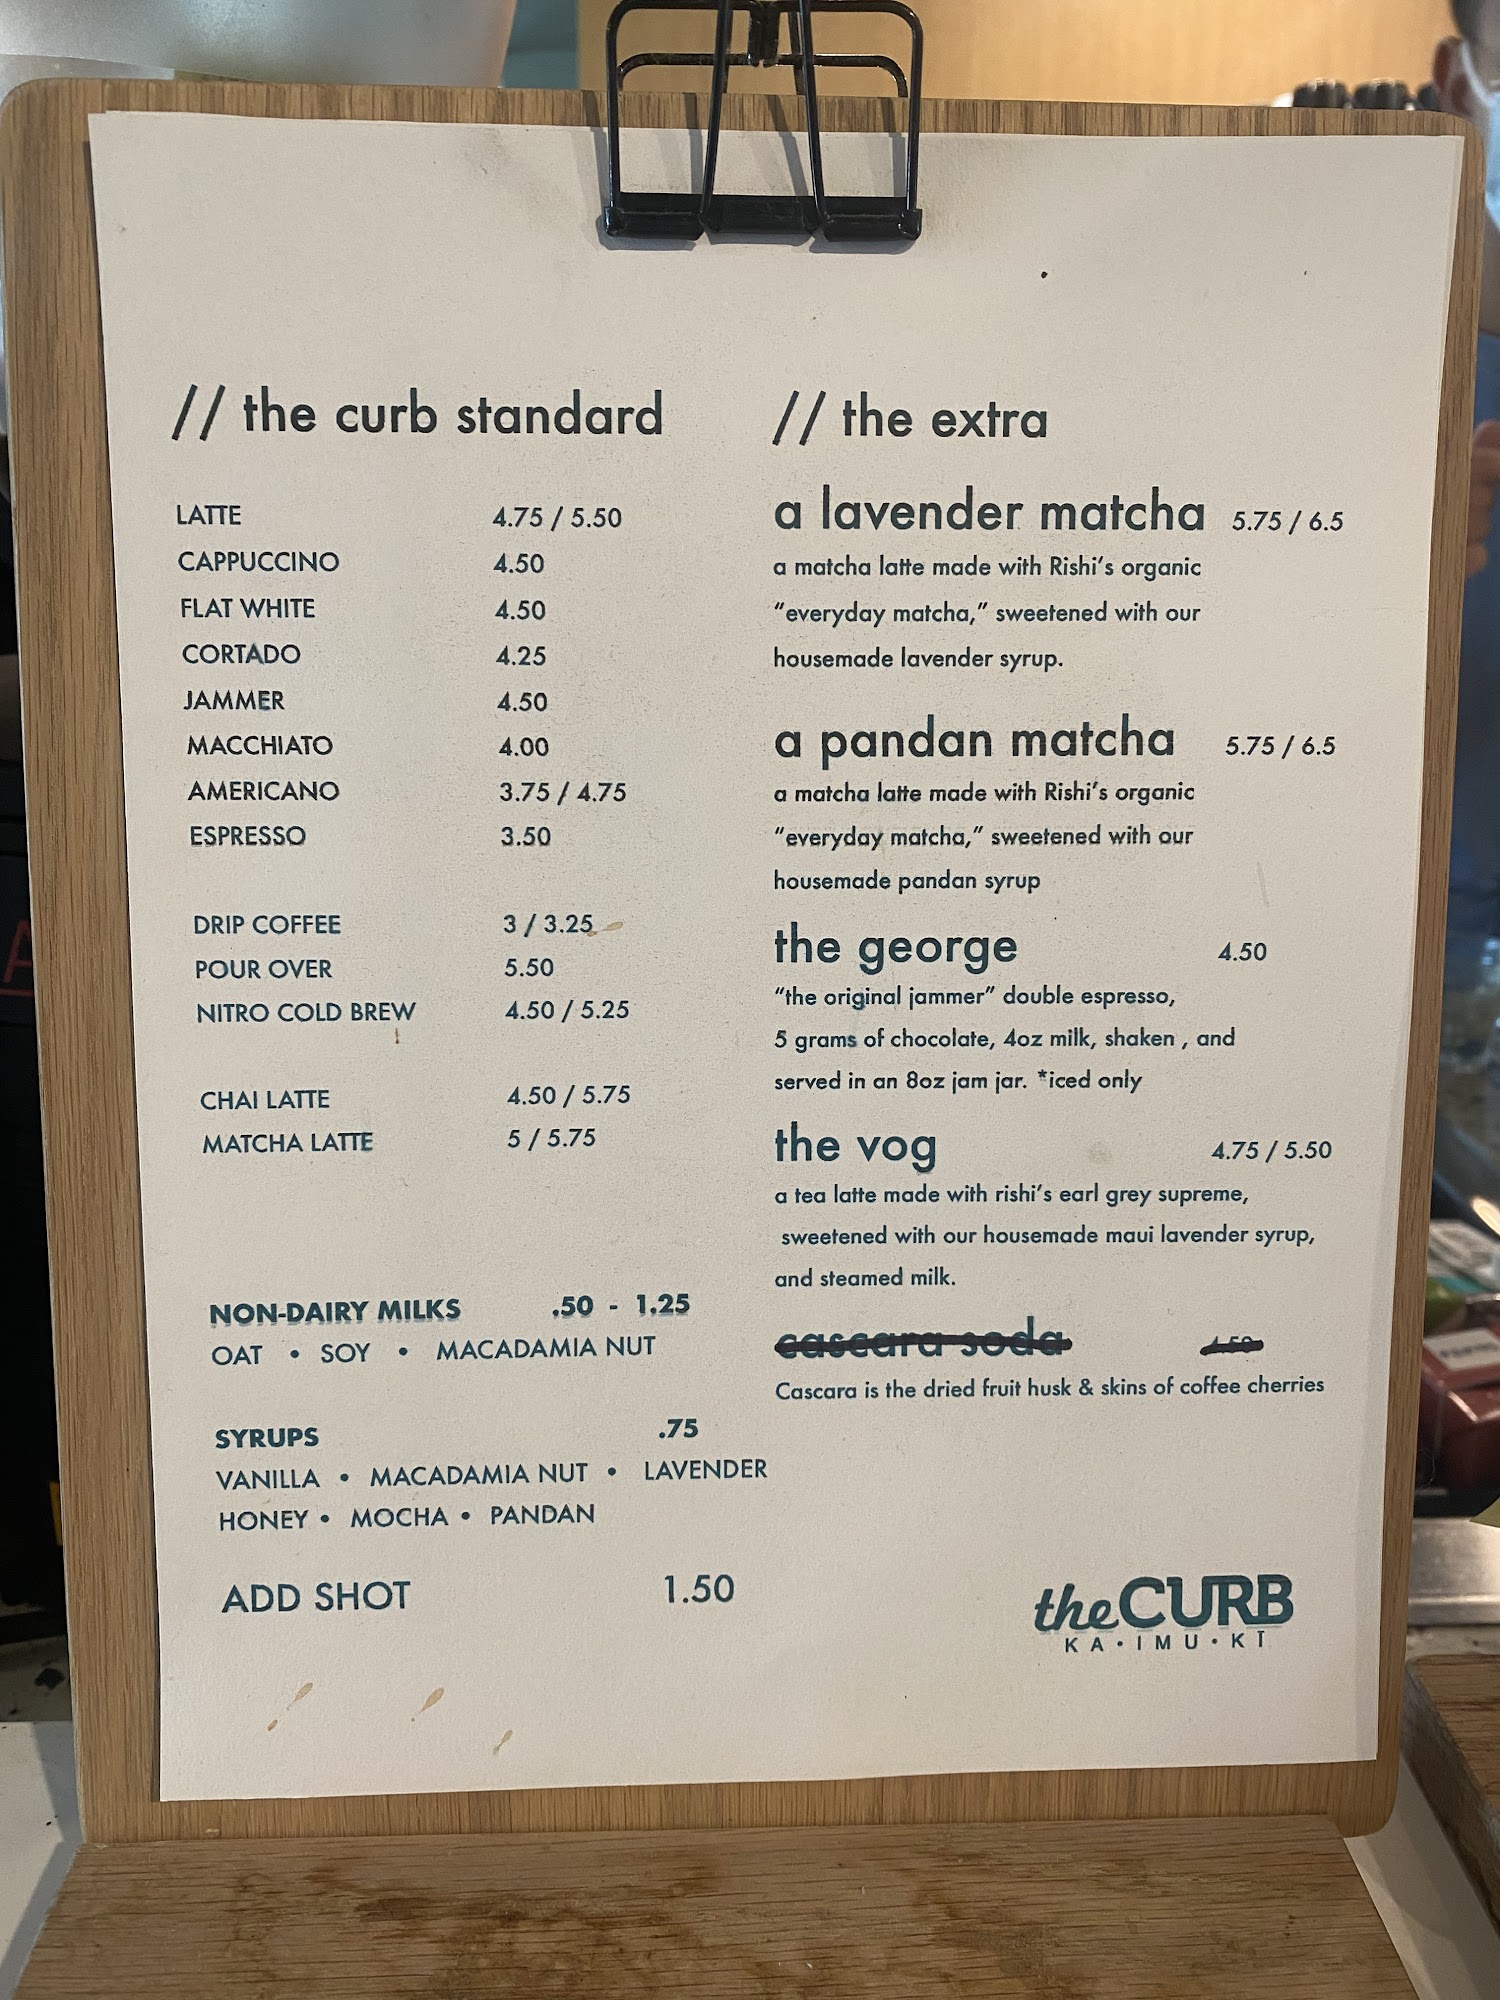 // the curb standard
LATTE 4.75 / 5.50
CAPPUCCINO 4.50
FLAT WHITE 4.50
CORTADO 4.25
JAMMER 4.50
MACCHIATO 4.00
AMERICANO 3.75 / 4.75
ESPRESSO 3.50
DRIP COFFEE 3 / 3.25
POUR OVER 5.50
NITRO COLD BREW 4.50 / 5.25
CHAI LATTE 4.50 / 5.75
MATCHA LATTE 5 / 5.75
NON-DAIRY MILKS .50 - 1.25
OAT • SOY • MACADAMIA NUT
SYRUPS .75
VANILLA • MACADAMIA NUT • LAVENDER
HONEY • MOCHA • PANDAN
ADD SHOT 1.50
// the extra
a lavender matcha 5.75 / 6.5
a matcha latte made with Rishi's organic
"everyday matcha," sweetened with our
housemade lavender syrup.
a pandan matcha 5.75 / 6.5
a matcha latte made with Rishi's organic
"everyday matcha," sweetened with our
housemade pandan syrup
the george 4.50
"the original jammer" double espresso,
5 grams of chocolate, 4oz milk, shaken , and
served in an 8oz jam jar. *iced only
the vog 4.75 / 5.50
a tea latte made with rishi's earl grey supreme,
sweetened with our housemade maui lavender syrup,
and steamed milk.
cascara soda 4.50
Cascara is the dried fruit husk & skins of coffee cherries
the CURB
KA•IMU•KĪ